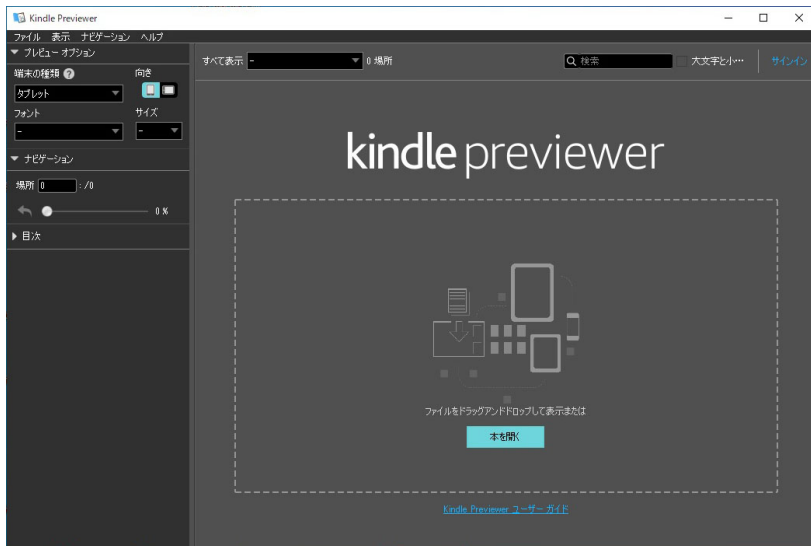 Kindle Previewer
ファイル 表示 ナビゲーション ヘルプ
プレビュー オプション
端末の種類 ? 向き
タブレット
フォント サイズ
- -
ナビゲーション
場所 0 : /0
0 %
目次
すべて表示 - 0 場所 検索 大文字と小… サインイン
kindle previewer
ファイルをドラッグアンドドロップして表示または
本を開く
Kindle Previewer ユーザー ガイド